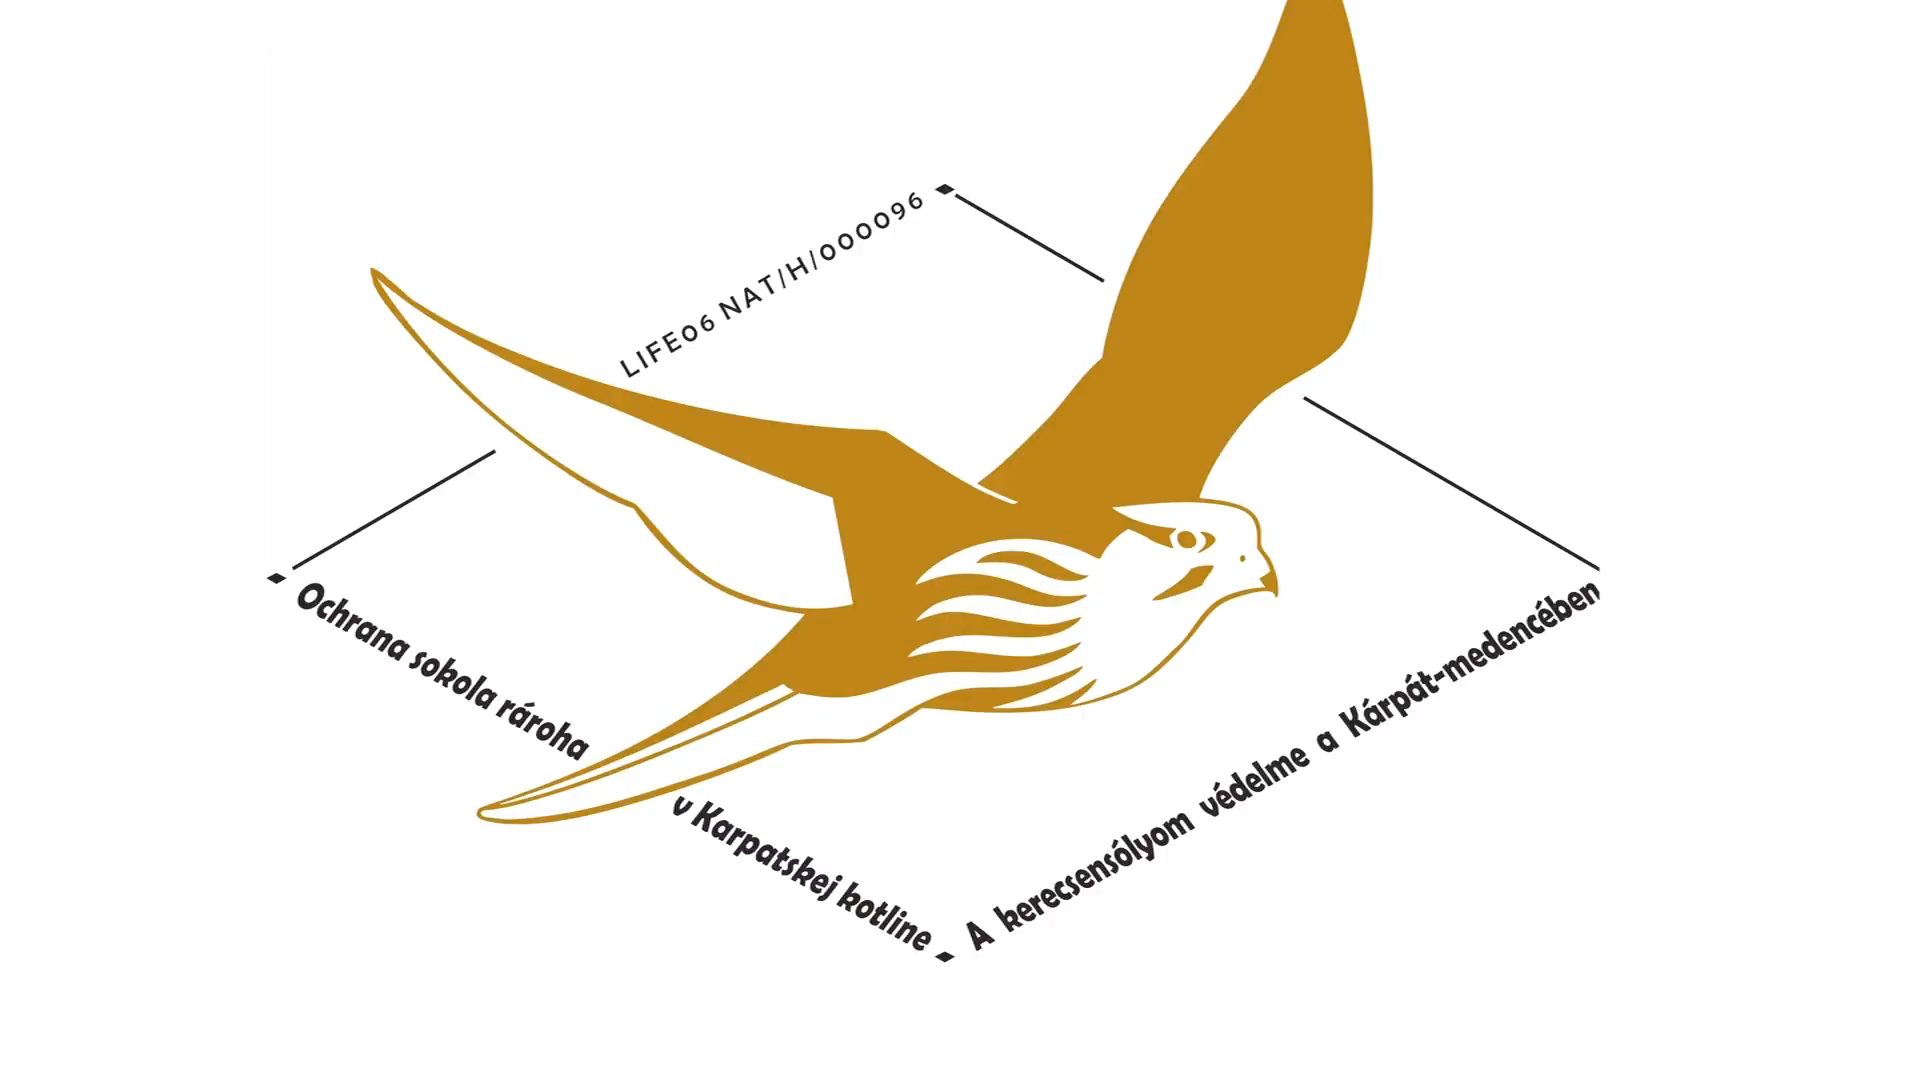 LIFE06 NAT/H/000096
Ochrana sokola rároha
v Karpatskej kotline
A kerecsensólyom védelme a Kárpát-medencében